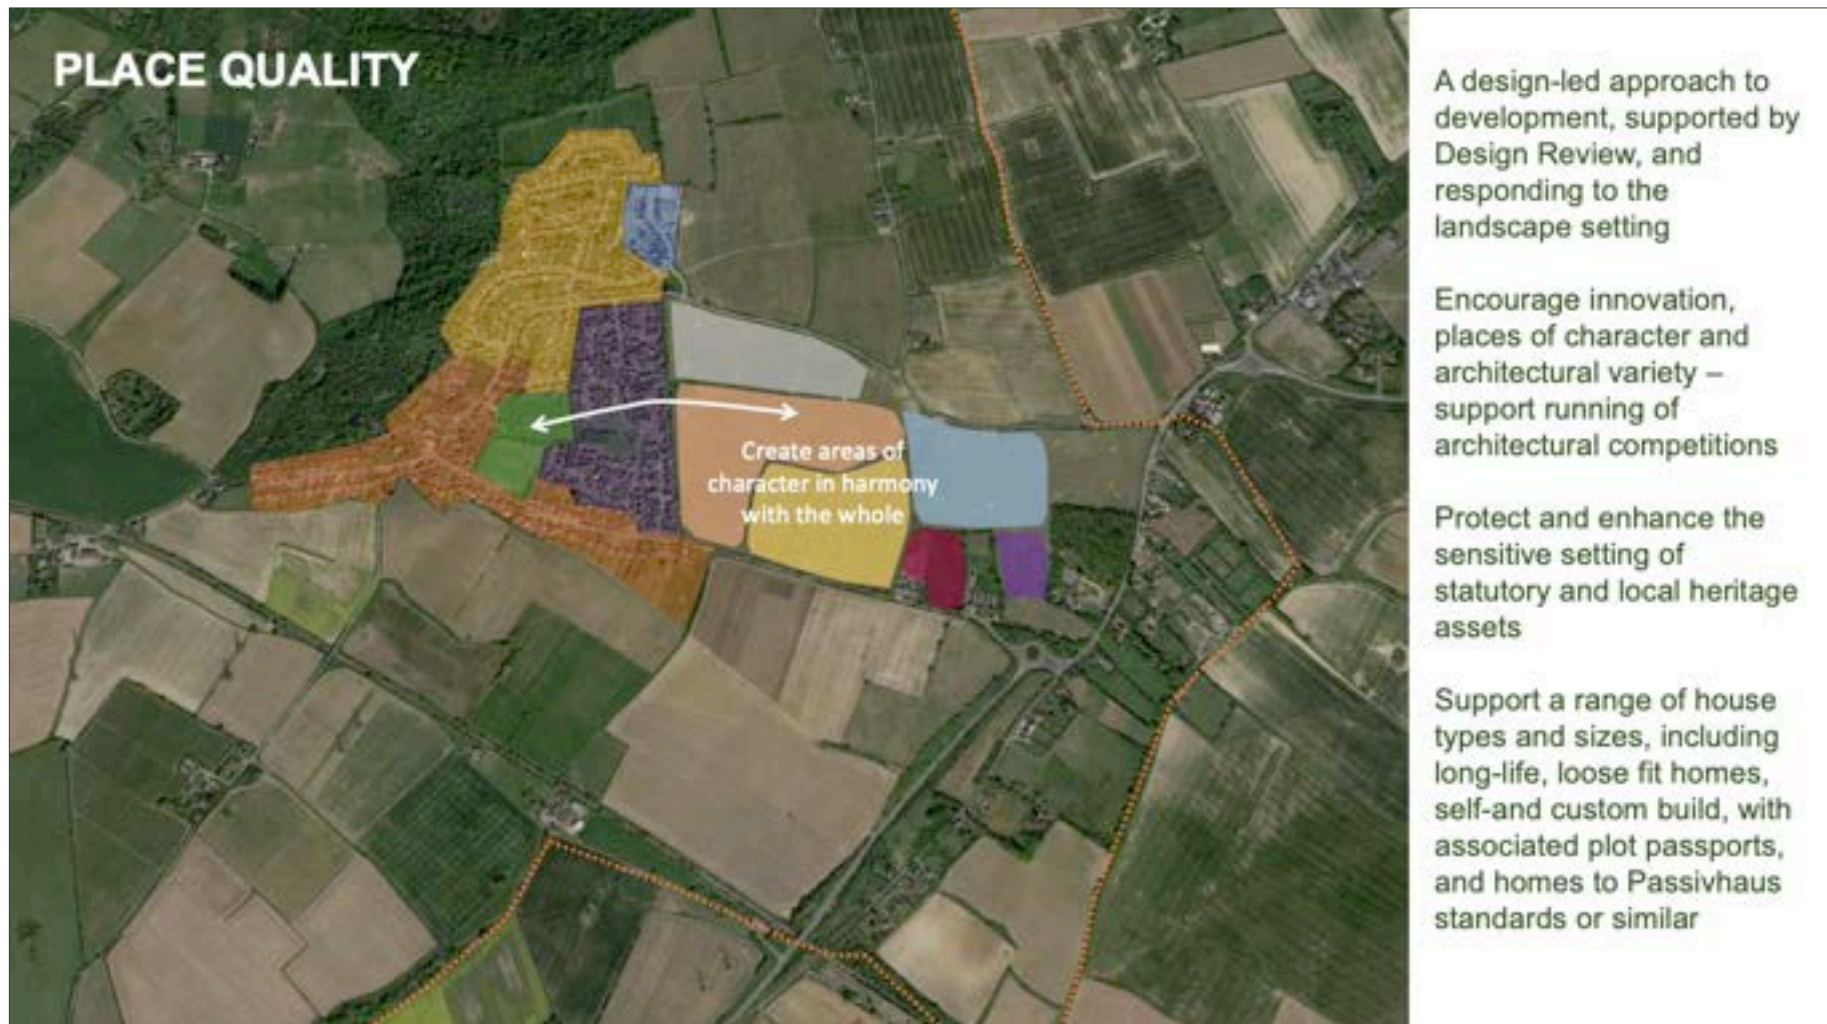 PLACE QUALITY
Create areas of
character in harmony
with the whole
A design-led approach to
development, supported by
Design Review, and
responding to the
landscape setting
Encourage innovation,
places of character and
architectural variety –
support running of
architectural competitions
Protect and enhance the
sensitive setting of
statutory and local heritage
assets
Support a range of house
types and sizes, including
long-life, loose fit homes,
self-and custom build, with
associated plot passports,
and homes to Passivhaus
standards or similar